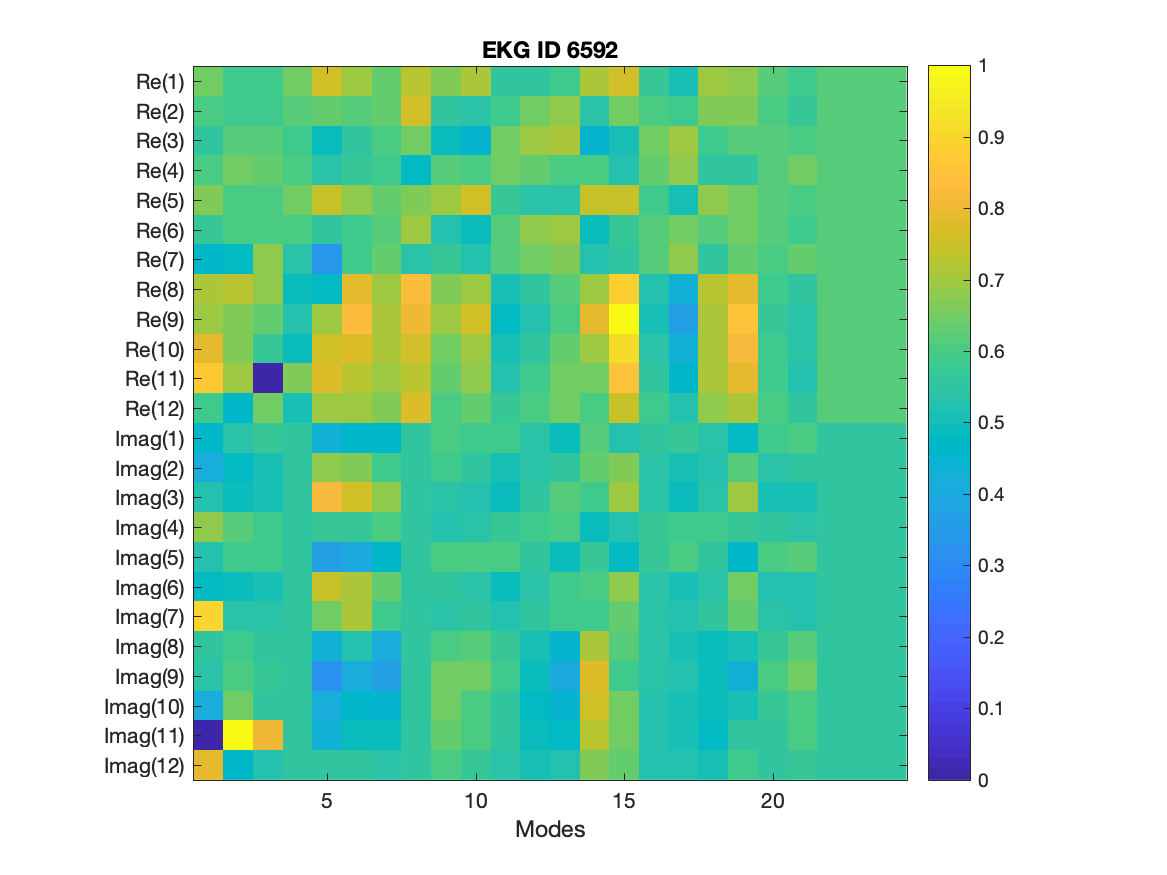 EKG ID 6592
Re(1)
Re(2)
Re(3)
Re(4)
Re(5)
Re(6)
Re(7)
Re(8)
Re(9)
Re(10)
Re(11)
Re(12)
Imag(1)
Imag(2)
Imag(3)
Imag(4)
Imag(5)
Imag(6)
Imag(7)
Imag(8)
Imag(9)
Imag(10)
Imag(11)
Imag(12)
5 10 15 20
Modes
1
0.9
0.8
0.7
0.6
0.5
0.4
0.3
0.2
0.1
0